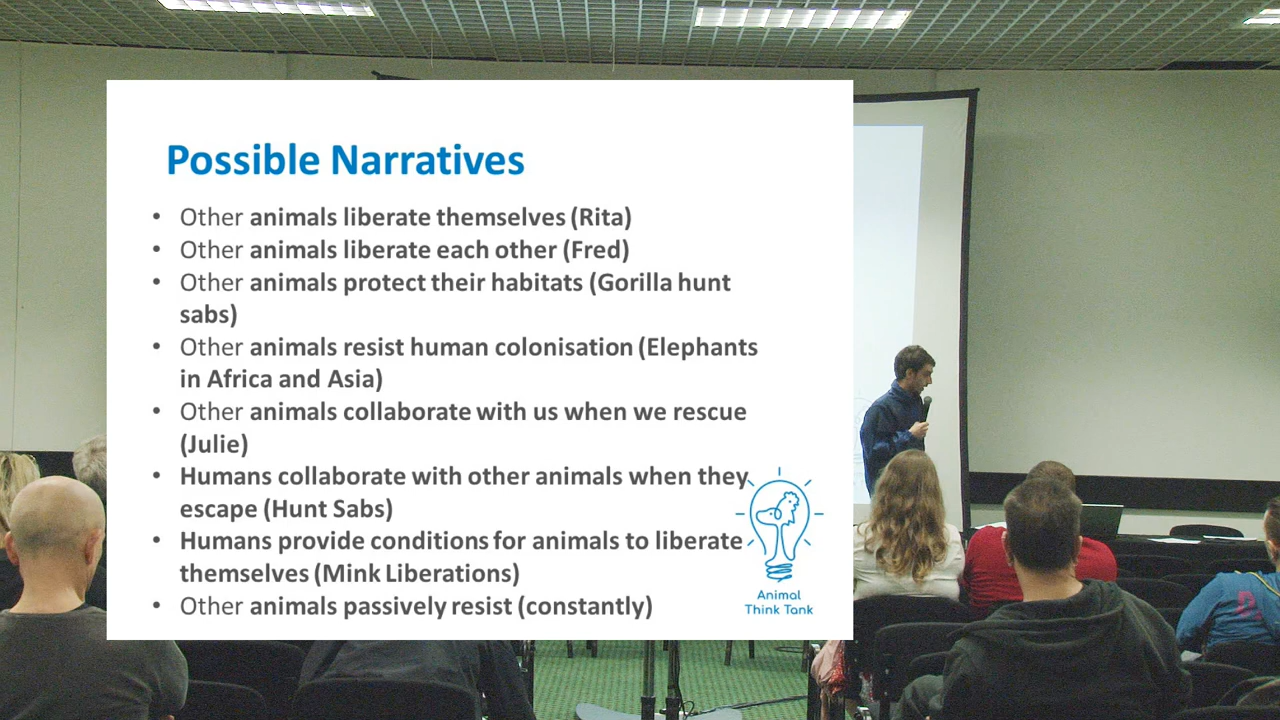 Possible Narratives
• Other animals liberate themselves (Rita)
• Other animals liberate each other (Fred)
• Other animals protect their habitats (Gorilla hunt
sabs)
• Other animals resist human colonisation (Elephants
in Africa and Asia)
• Other animals collaborate with us when we rescue
(Julie)
• Humans collaborate with other animals when they
escape (Hunt Sabs)
• Humans provide conditions for animals to liberate
themselves (Mink Liberations)
• Other animals passively resist (constantly)
Animal
Think Tank